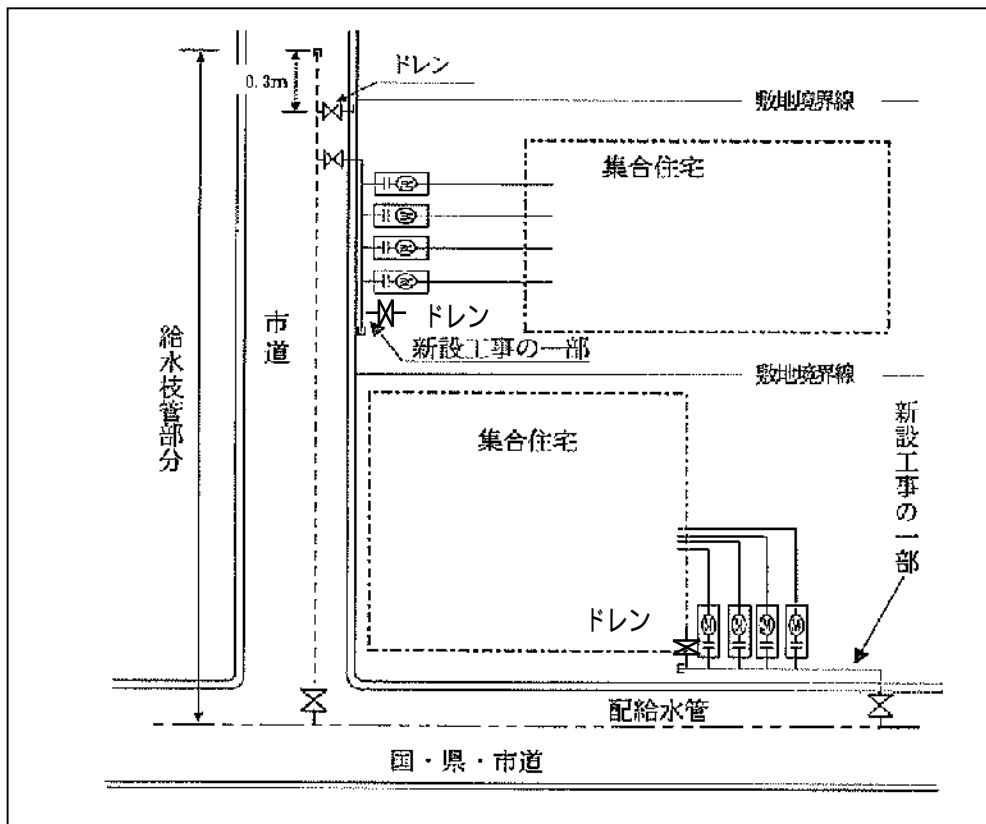 ドレン
0.3m
敷地境界線
集合住宅
市道
給水枝管部分
ドレン
新設工事の一部
敷地境界線
新設工事の一部
集合住宅
ドレン
配給水管
国・県・市道